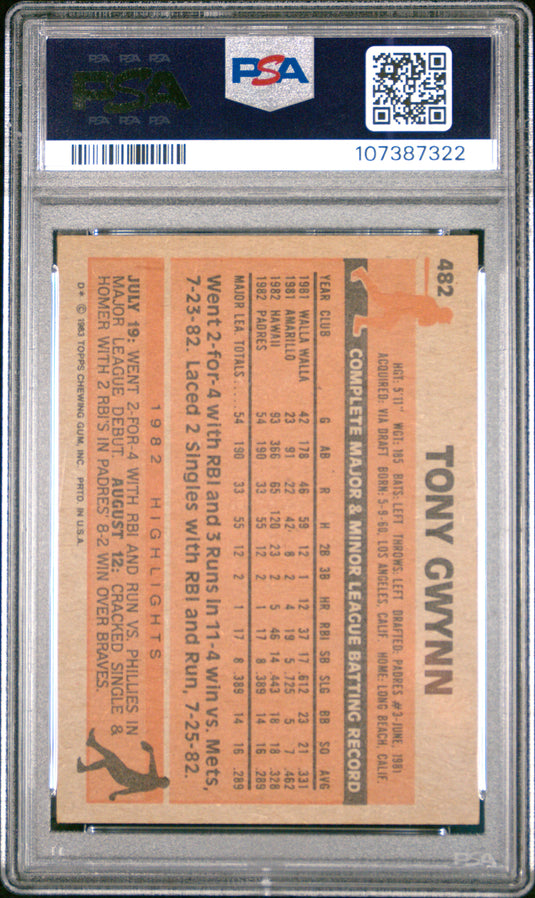 PSA PSA PSA
PSA
PSA PSA PSA
PSA
107387322
482
TONY GWYNN
HGT: 5'11" WGT: 185 BATS: LEFT THROWS: LEFT DRAFTED: PADRES #3-JUNE, 1981
ACQUIRED: VIA DRAFT BORN: 5-9-60, LOS ANGELES, CALIF. HOME: LONG BEACH, CALIF.
COMPLETE MAJOR & MINOR LEAGUE BATTING RECORD
YEAR CLUB G AB R H 2B 3B HR RBI SB SLG BB SO AVG
1981 WALLA WALLA 42 178 46 59 12 1 12 37 17 .612 23 21 .331
1981 AMARILLO 23 91 22 42 8 2 4 19 5 .725 5 7 .462
1982 HAWAII 93 366 65 120 23 2 5 46 14 .443 18 18 .328
1982 PADRES 54 190 33 55 12 2 1 17 8 .389 14 16 .289
MAJOR LEA TOTALS..... 54 190 33 55 12 2 1 17 8 .389 14 16 .289
Went 2-for-4 with RBI and 3 Runs in 11-4 win vs. Mets,
7-23-82. Laced 2 Singles with RBI and Run, 7-25-82.
1982 HIGHLIGHTS
JULY 19: WENT 2-FOR-4 WITH RBI AND RUN VS. PHILLIES IN
MAJOR LEAGUE DEBUT. AUGUST 12: CRACKED SINGLE &
HOMER WITH 2 RBI'S IN PADRES' 8-2 WIN OVER BRAVES.
D* © 1983 TOPPS CHEWING GUM, INC. PRTD. IN U.S.A.
PSA